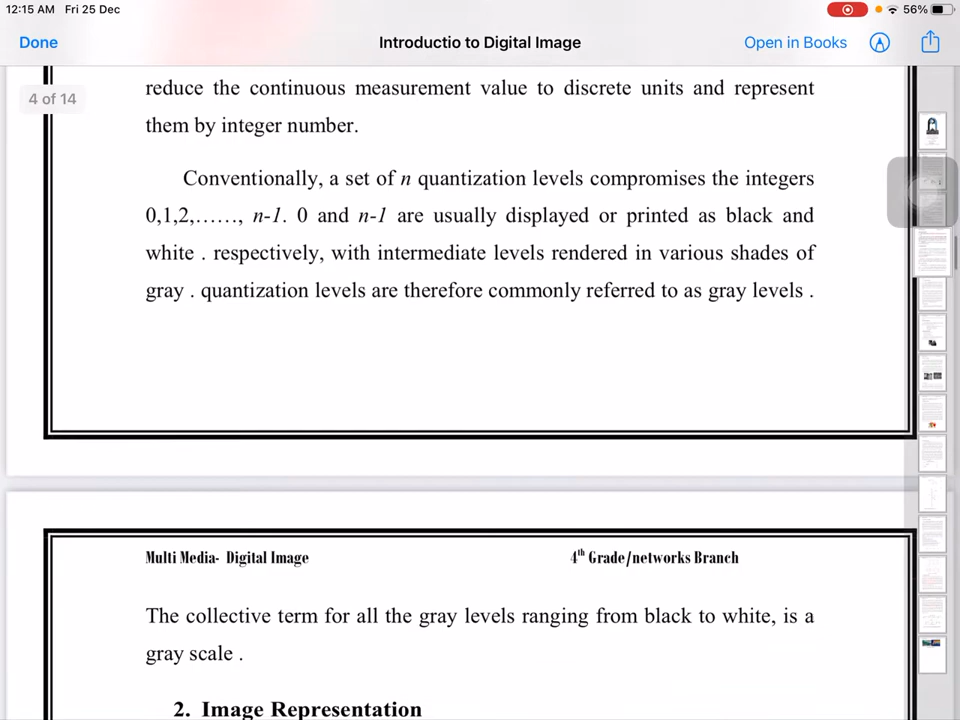 12:15 AM Fri 25 Dec 56%
Done Introductio to Digital Image Open in Books
4 of 14
reduce the continuous measurement value to discrete units and represent
them by integer number.
Conventionally, a set of n quantization levels compromises the integers
0,1,2,……, n-1. 0 and n-1 are usually displayed or printed as black and
white . respectively, with intermediate levels rendered in various shades of
gray . quantization levels are therefore commonly referred to as gray levels .
Multi Media- Digital Image 4th Grade/networks Branch
The collective term for all the gray levels ranging from black to white, is a
gray scale .
2. Image Representation